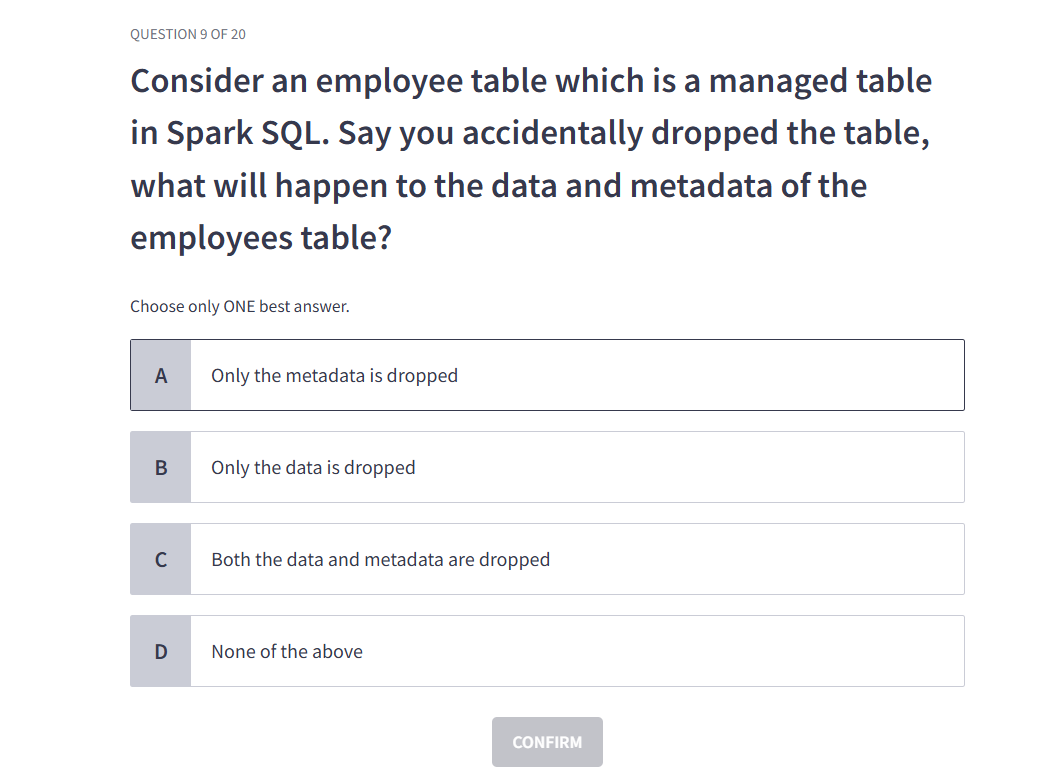 QUESTION 9 OF 20
Consider an employee table which is a managed table
in Spark SQL. Say you accidentally dropped the table,
what will happen to the data and metadata of the
employees table?
Choose only ONE best answer.
A Only the metadata is dropped
B Only the data is dropped
C Both the data and metadata are dropped
D None of the above
CONFIRM